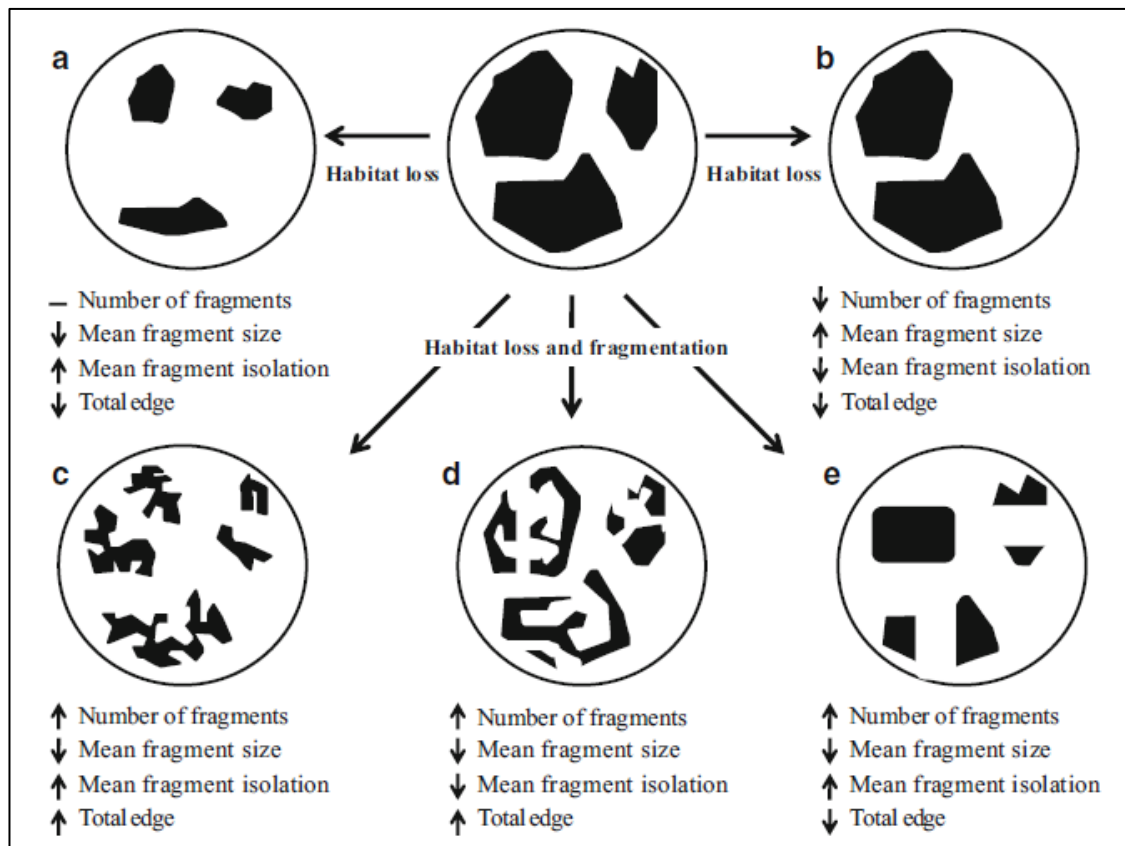 a
b
Habitat loss
Habitat loss
– Number of fragments
↓ Mean fragment size
↑ Mean fragment isolation
↓ Total edge
↓ Number of fragments
↑ Mean fragment size
↓ Mean fragment isolation
↓ Total edge
Habitat loss and fragmentation
c
d
e
↑ Number of fragments
↓ Mean fragment size
↑ Mean fragment isolation
↑ Total edge
↑ Number of fragments
↓ Mean fragment size
↓ Mean fragment isolation
↑ Total edge
↑ Number of fragments
↓ Mean fragment size
↑ Mean fragment isolation
↓ Total edge